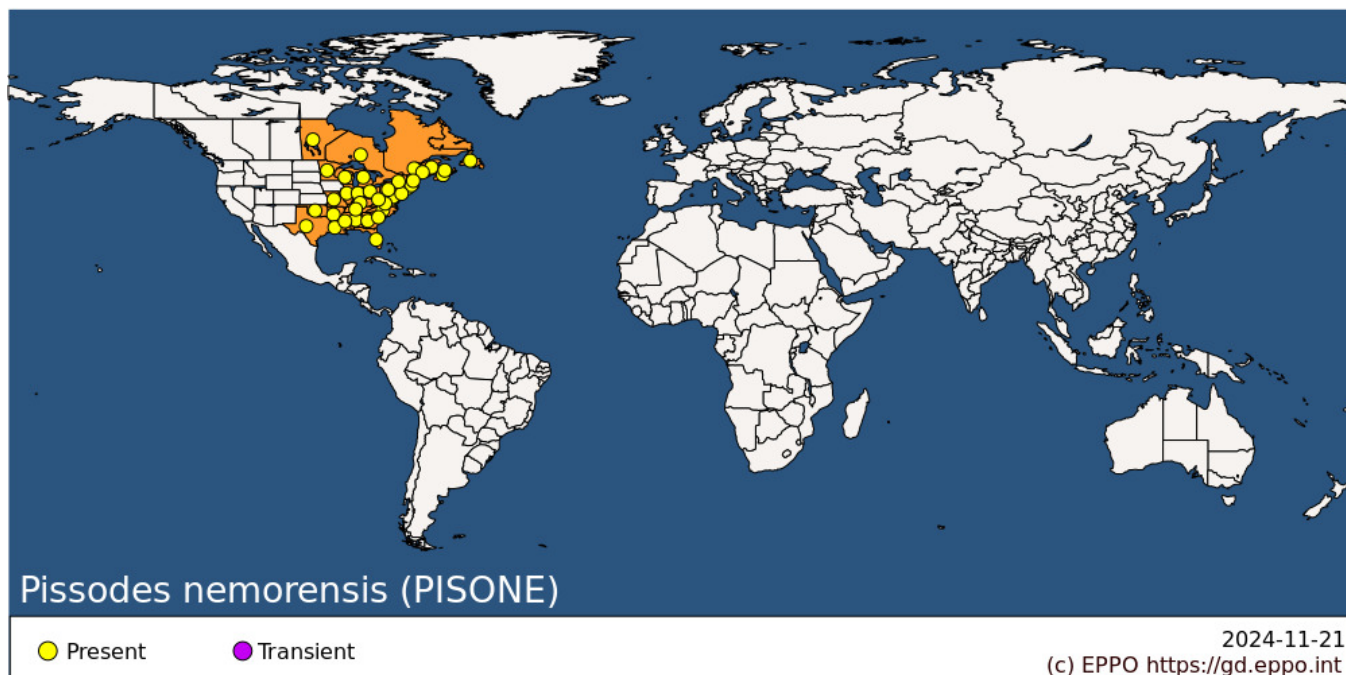 Pissodes nemorensis (PISONE)
Present
Transient
2024-11-21
(c) EPPO https://gd.eppo.int